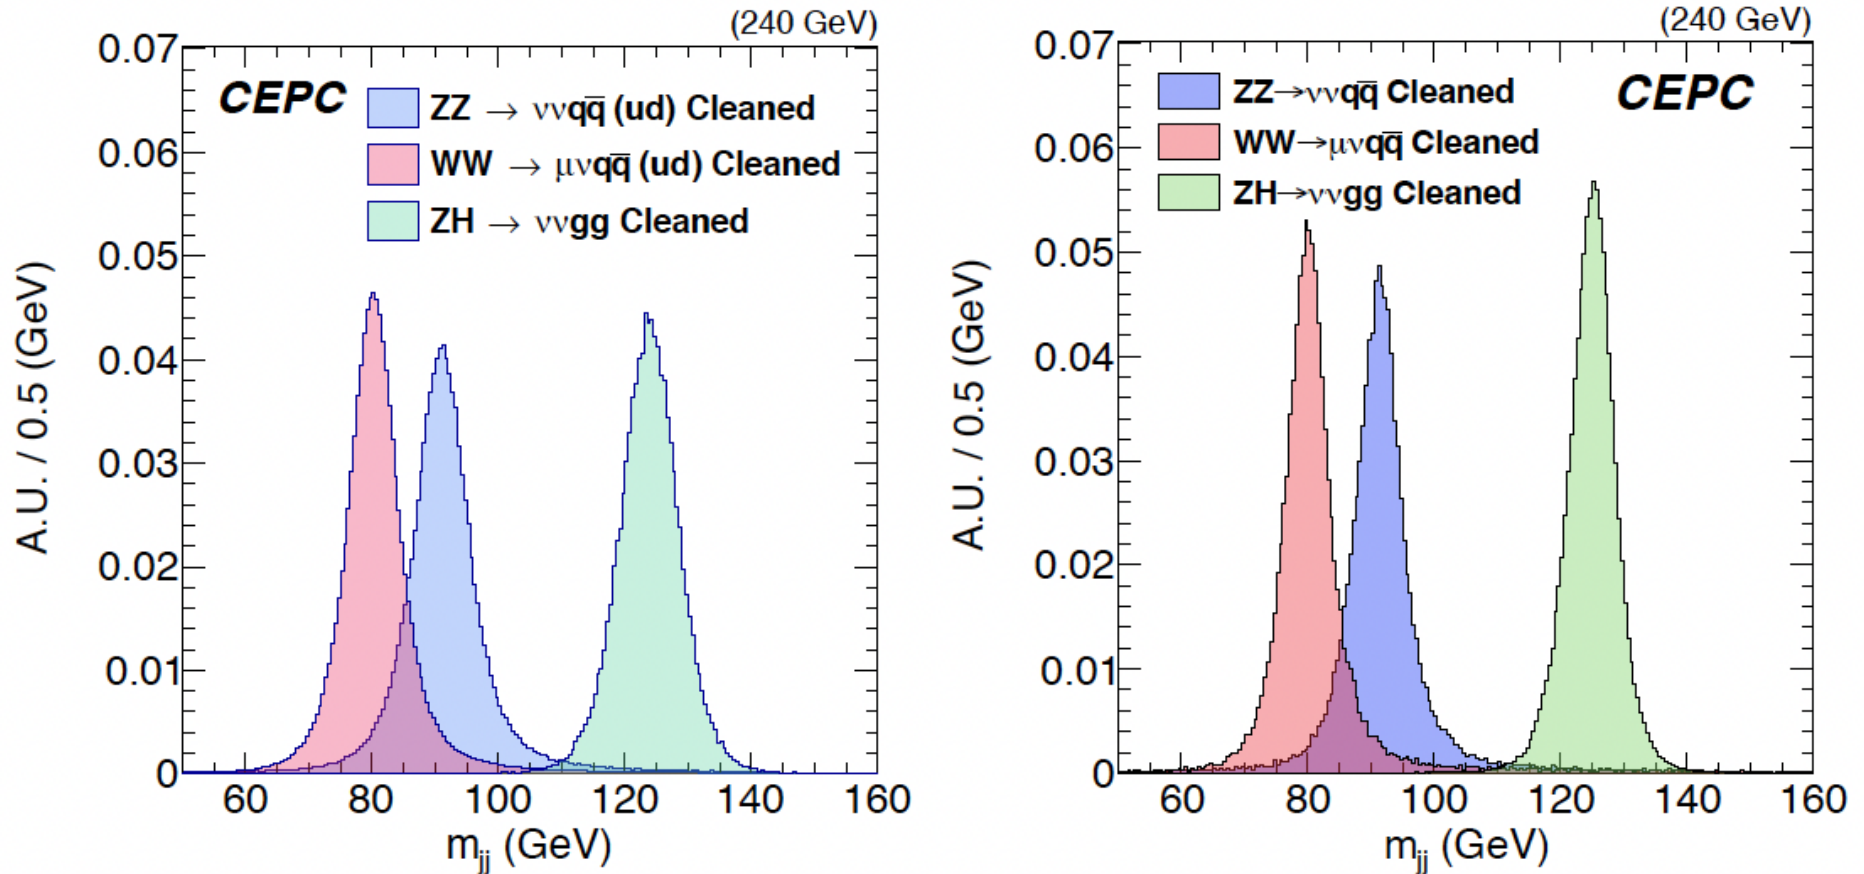 (240 GeV)
CEPC
ZZ → ννqq̅ (ud) Cleaned
WW → μνqq̅ (ud) Cleaned
ZH → ννgg Cleaned
A.U. / 0.5 (GeV)
0.07
0.06
0.05
0.04
0.03
0.02
0.01
0
60 80 100 120 140 160
m_jj (GeV)
(240 GeV)
CEPC
ZZ→ννqq̅ Cleaned
WW→μνqq̅ Cleaned
ZH→ννgg Cleaned
A.U. / 0.5 (GeV)
0.07
0.06
0.05
0.04
0.03
0.02
0.01
0
60 80 100 120 140 160
m_jj (GeV)